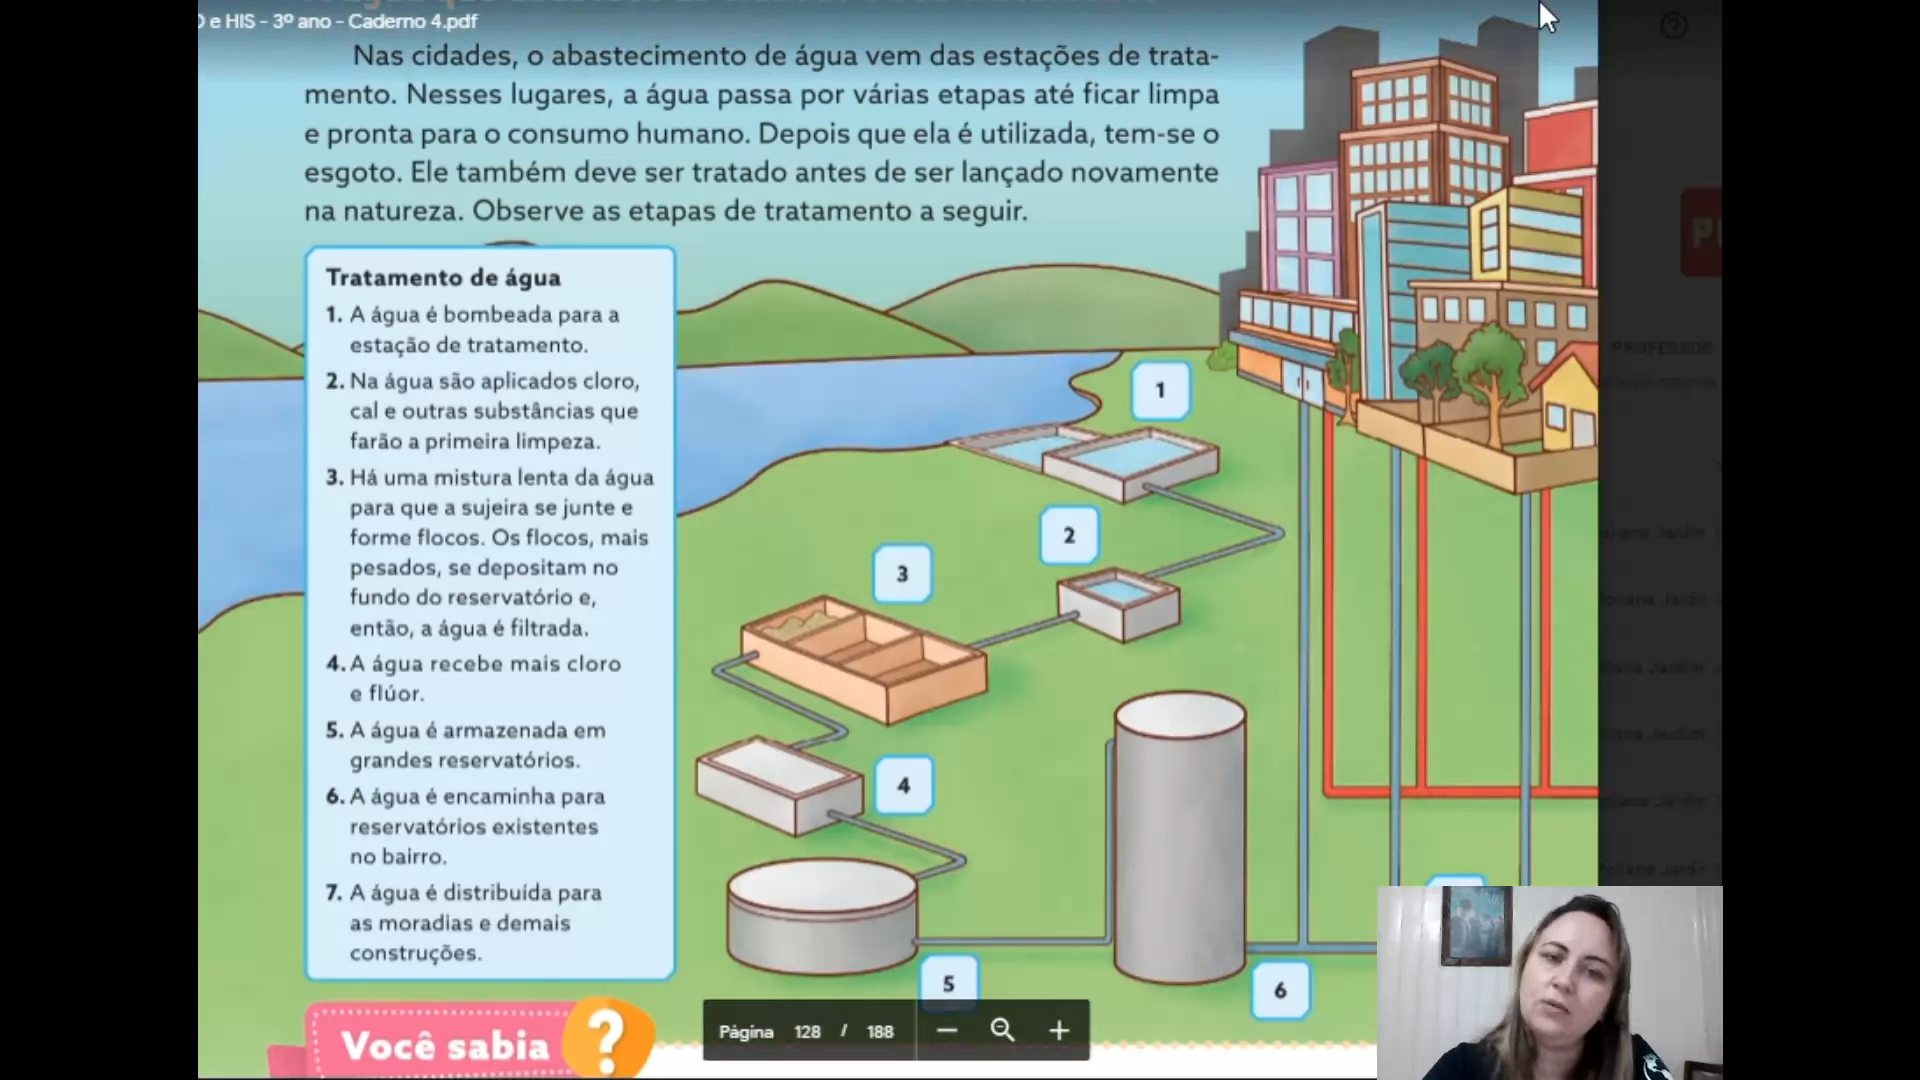 O e HIS - 3º ano - Caderno 4.pdf
Nas cidades, o abastecimento de água vem das estações de trata-
mento. Nesses lugares, a água passa por várias etapas até ficar limpa
e pronta para o consumo humano. Depois que ela é utilizada, tem-se o
esgoto. Ele também deve ser tratado antes de ser lançado novamente
na natureza. Observe as etapas de tratamento a seguir.
Tratamento de água
1. A água é bombeada para a
estação de tratamento.
2. Na água são aplicados cloro,
cal e outras substâncias que
farão a primeira limpeza.
3. Há uma mistura lenta da água
para que a sujeira se junte e
forme flocos. Os flocos, mais
pesados, se depositam no
fundo do reservatório e,
então, a água é filtrada.
4. A água recebe mais cloro
e flúor.
5. A água é armazenada em
grandes reservatórios.
6. A água é encaminha para
reservatórios existentes
no bairro.
7. A água é distribuída para
as moradias e demais
construções.
1
2
3
4
5
6
Você sabia ?
Página 128 / 188
PROFESSOR